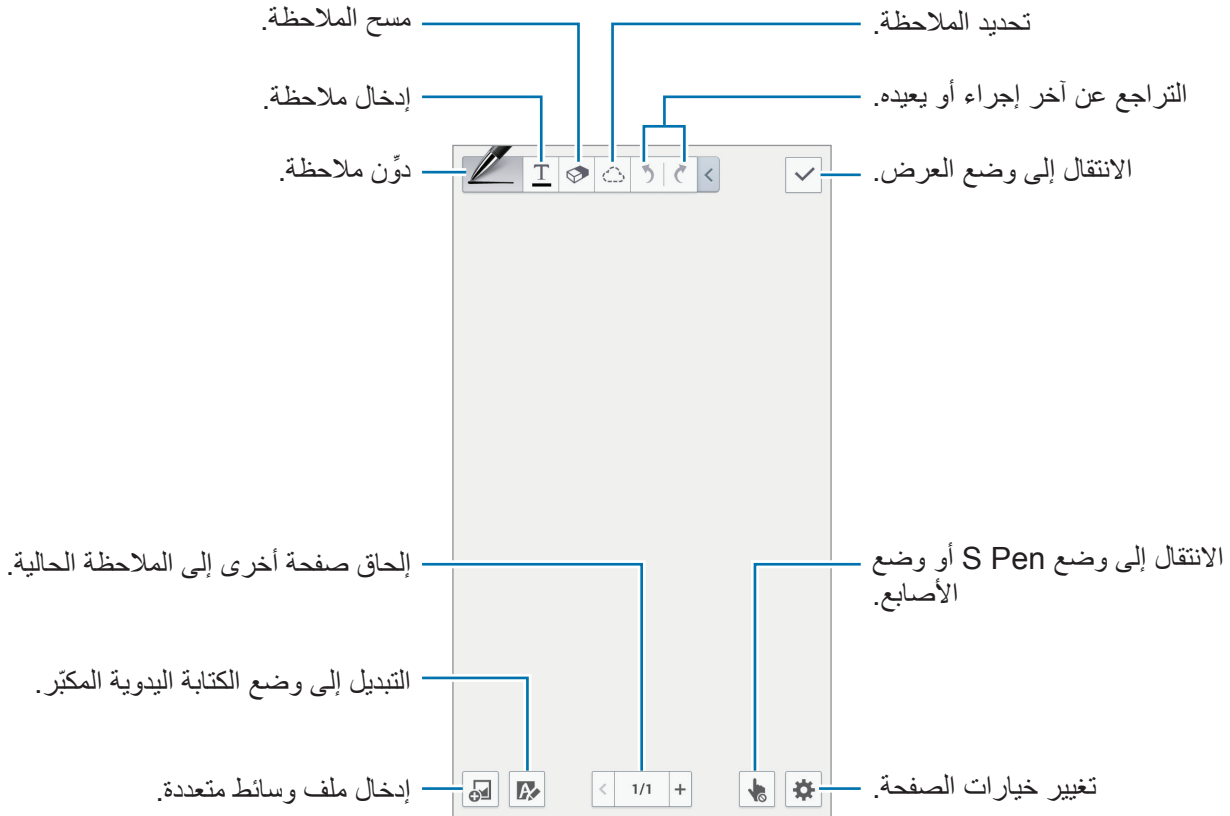 مسح الملاحظة.
تحديد الملاحظة.
إدخال ملاحظة.
التراجع عن آخر إجراء أو يعيده.
دوِّن ملاحظة.
T
الانتقال إلى وضع العرض.
إلحاق صفحة أخرى إلى الملاحظة الحالية.
الانتقال إلى وضع S Pen أو وضع
الأصابع.
التبديل إلى وضع الكتابة اليدوية المكبّر.
إدخال ملف وسائط متعددة.
A
< 1/1 +
تغيير خيارات الصفحة.